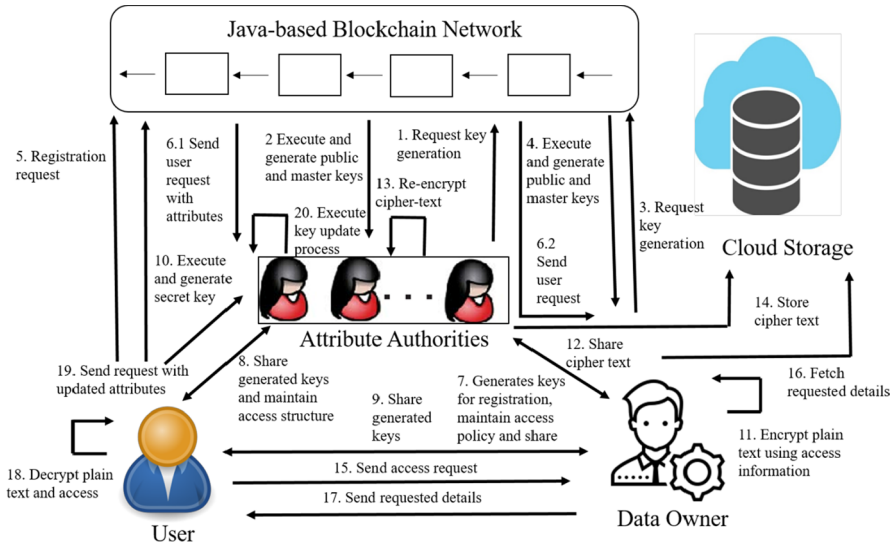 Java-based Blockchain Network
5. Registration
request
6.1 Send
user
request
with
attributes
2 Execute and
generate public
and master keys
1. Request key
generation
13. Re-encrypt
cipher-text
4. Execute
and
generate
public and
master keys
3. Request
key
generation
Cloud Storage
20. Execute
key update
process
10. Execute
and generate
secret key
6.2
Send
user
request
14. Store
cipher text
Attribute Authorities
12. Share
cipher text
19. Send request with
updated attributes
8. Share
generated keys
and maintain
access structure
9. Share
generated
keys
7. Generates keys
for registration,
maintain access
policy and share
16. Fetch
requested details
11. Encrypt plain
text using access
information
18. Decrypt plain
text and access
15. Send access request
17. Send requested details
User
Data Owner